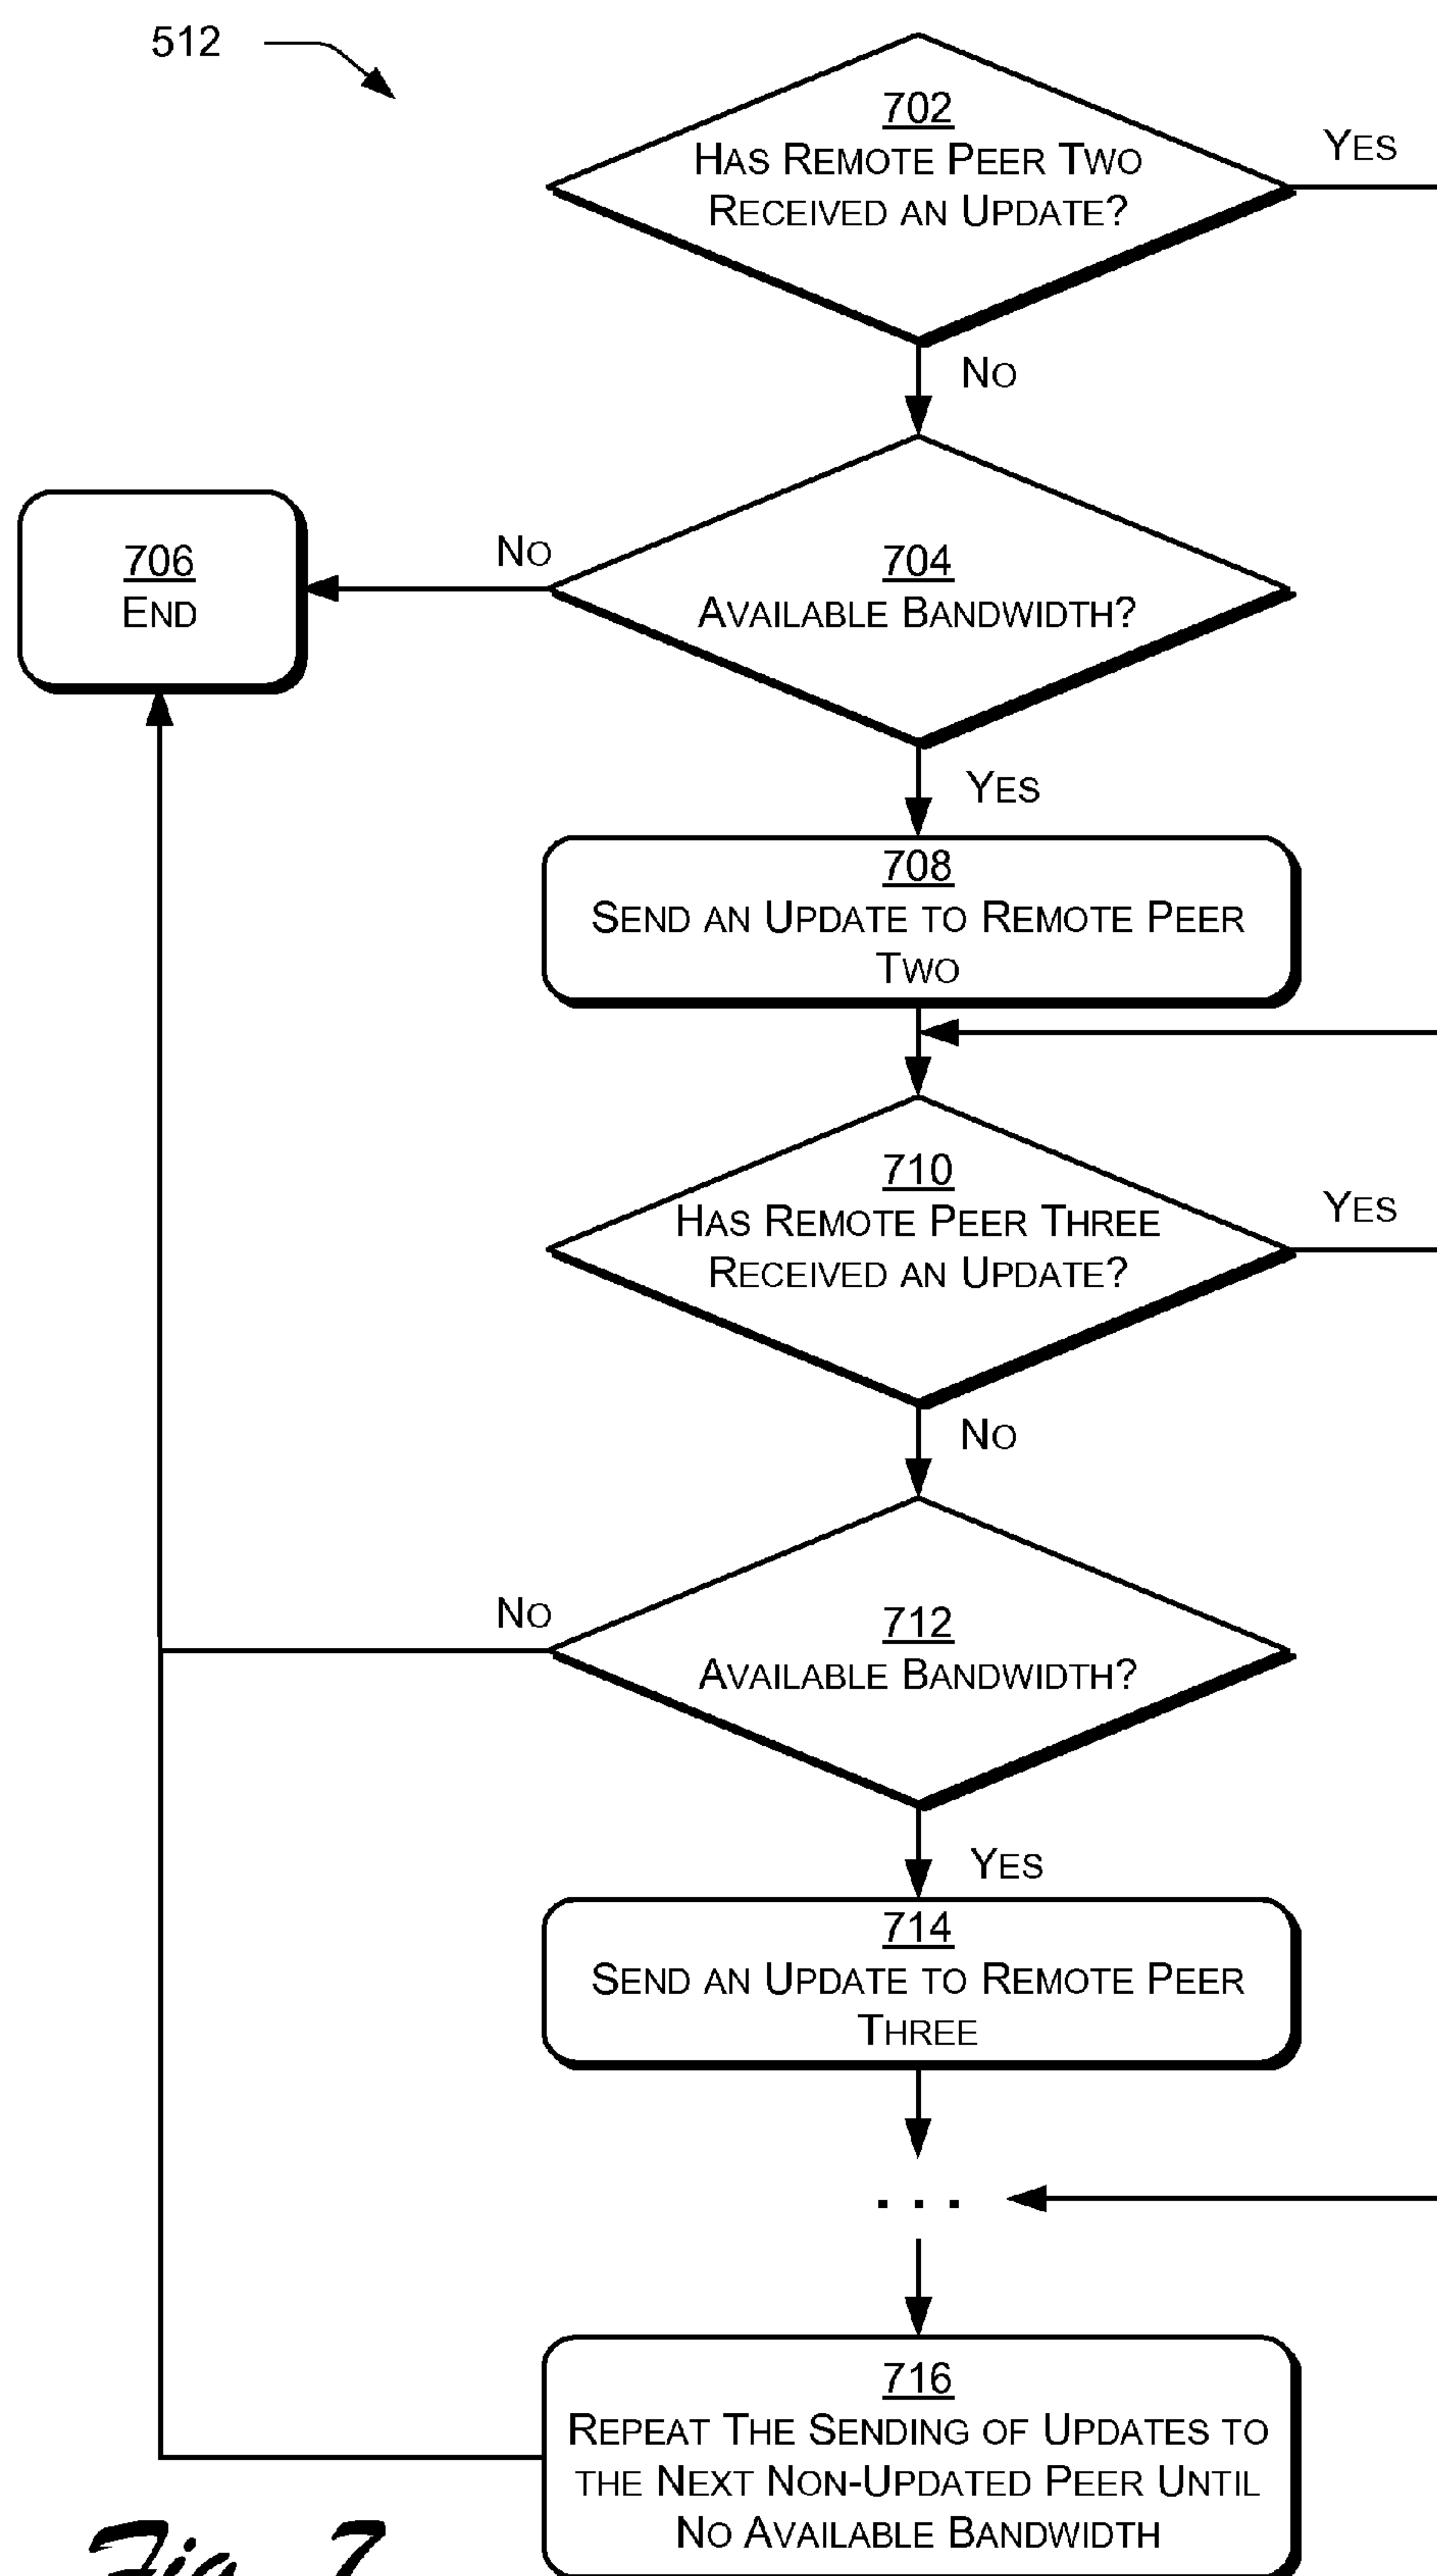 512
702
HAS REMOTE PEER TWO
RECEIVED AN UPDATE?
YES
NO
706
END
NO
704
AVAILABLE BANDWIDTH?
YES
708
SEND AN UPDATE TO REMOTE PEER
TWO
710
HAS REMOTE PEER THREE
RECEIVED AN UPDATE?
YES
NO
NO
712
AVAILABLE BANDWIDTH?
YES
714
SEND AN UPDATE TO REMOTE PEER
THREE
. . .
716
REPEAT THE SENDING OF UPDATES TO
THE NEXT NON-UPDATED PEER UNTIL
NO AVAILABLE BANDWIDTH
Fig. 7